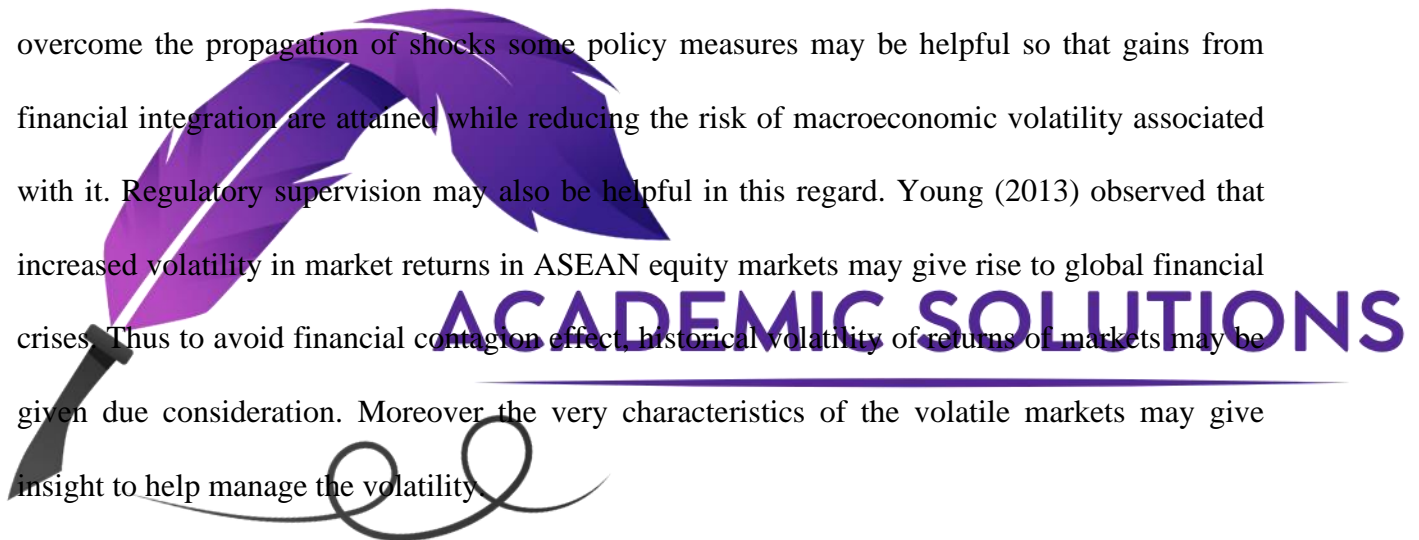 overcome the propagation of shocks some policy measures may be helpful so that gains from
financial integration are attained while reducing the risk of macroeconomic volatility associated
with it. Regulatory supervision may also be helpful in this regard. Young (2013) observed that
increased volatility in market returns in ASEAN equity markets may give rise to global financial
ACADEMIC SOLUTIONS
crises. Thus to avoid financial contagion effect, historical volatility of returns of markets may be
given due consideration. Moreover the very characteristics of the volatile markets may give
insight to help manage the volatility.